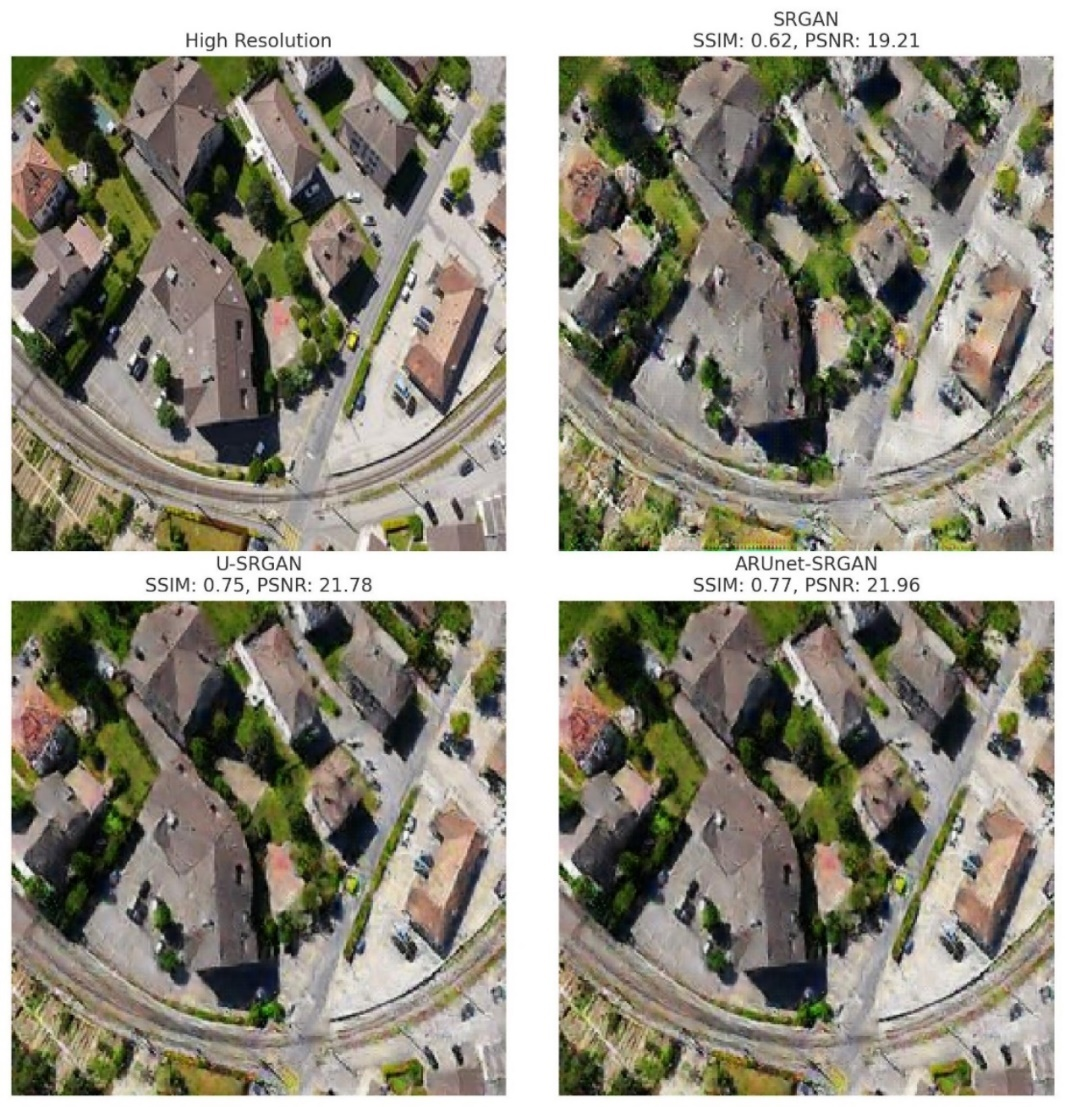 High Resolution
SRGAN
SSIM: 0.62, PSNR: 19.21
U-SRGAN
SSIM: 0.75, PSNR: 21.78
ARUnet-SRGAN
SSIM: 0.77, PSNR: 21.96